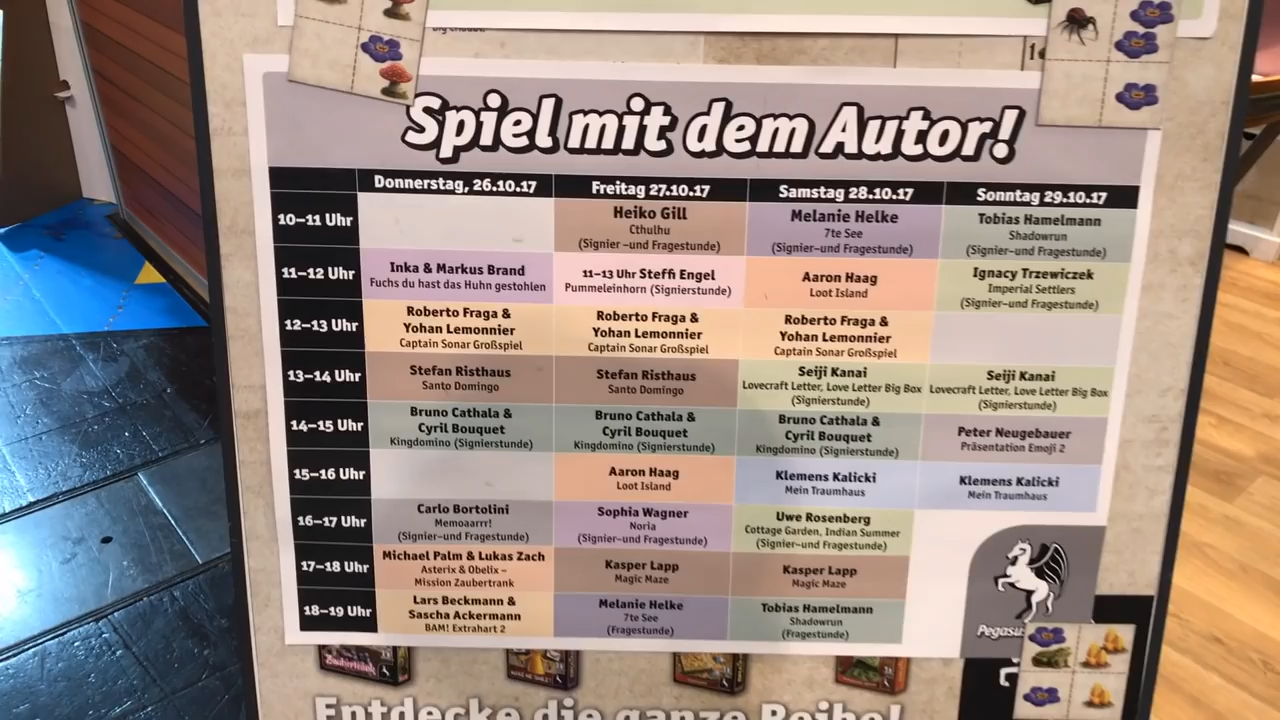 Spiel mit dem Autor!
Donnerstag, 26.10.17 Freitag 27.10.17 Samstag 28.10.17 Sonntag 29.10.17
10–11 Uhr
Heiko Gill
Cthulhu
(Signier–und Fragestunde)
Melanie Helke
7te See
(Signier–und Fragestunde)
Tobias Hamelmann
Shadowrun
(Signier–und Fragestunde)
11–12 Uhr
Inka & Markus Brand
Fuchs du hast das Huhn gestohlen
11–13 Uhr Steffi Engel
Pummeleinhorn (Signierstunde)
Aaron Haag
Loot Island
Ignacy Trzewiczek
Imperial Settlers
(Signier–und Fragestunde)
12–13 Uhr
Roberto Fraga &
Yohan Lemonnier
Captain Sonar Großspiel
Roberto Fraga &
Yohan Lemonnier
Captain Sonar Großspiel
Roberto Fraga &
Yohan Lemonnier
Captain Sonar Großspiel
13–14 Uhr
Stefan Risthaus
Santo Domingo
Stefan Risthaus
Santo Domingo
Seiji Kanai
Lovecraft Letter, Love Letter Big Box
(Signierstunde)
Seiji Kanai
Lovecraft Letter, Love Letter Big Box
(Signierstunde)
14–15 Uhr
Bruno Cathala &
Cyril Bouquet
Kingdomino (Signierstunde)
Bruno Cathala &
Cyril Bouquet
Kingdomino (Signierstunde)
Bruno Cathala &
Cyril Bouquet
Kingdomino (Signierstunde)
Peter Neugebauer
Präsentation Emoji 2
15–16 Uhr
Aaron Haag
Loot Island
Klemens Kalicki
Mein Traumhaus
Klemens Kalicki
Mein Traumhaus
16–17 Uhr
Carlo Bortolini
Memoaarrr!
(Signier–und Fragestunde)
Sophia Wagner
Noria
(Signier–und Fragestunde)
Uwe Rosenberg
Cottage Garden, Indian Summer
(Signier–und Fragestunde)
17–18 Uhr
Michael Palm & Lukas Zach
Asterix & Obelix –
Mission Zaubertrank
Kasper Lapp
Magic Maze
Kasper Lapp
Magic Maze
18–19 Uhr
Lars Beckmann &
Sascha Ackermann
BAM! Extrahart 2
Melanie Helke
7te See
(Fragestunde)
Tobias Hamelmann
Shadowrun
(Fragestunde)
Pegasus
Zaubertrank
Entdecke die ganze Reihe!